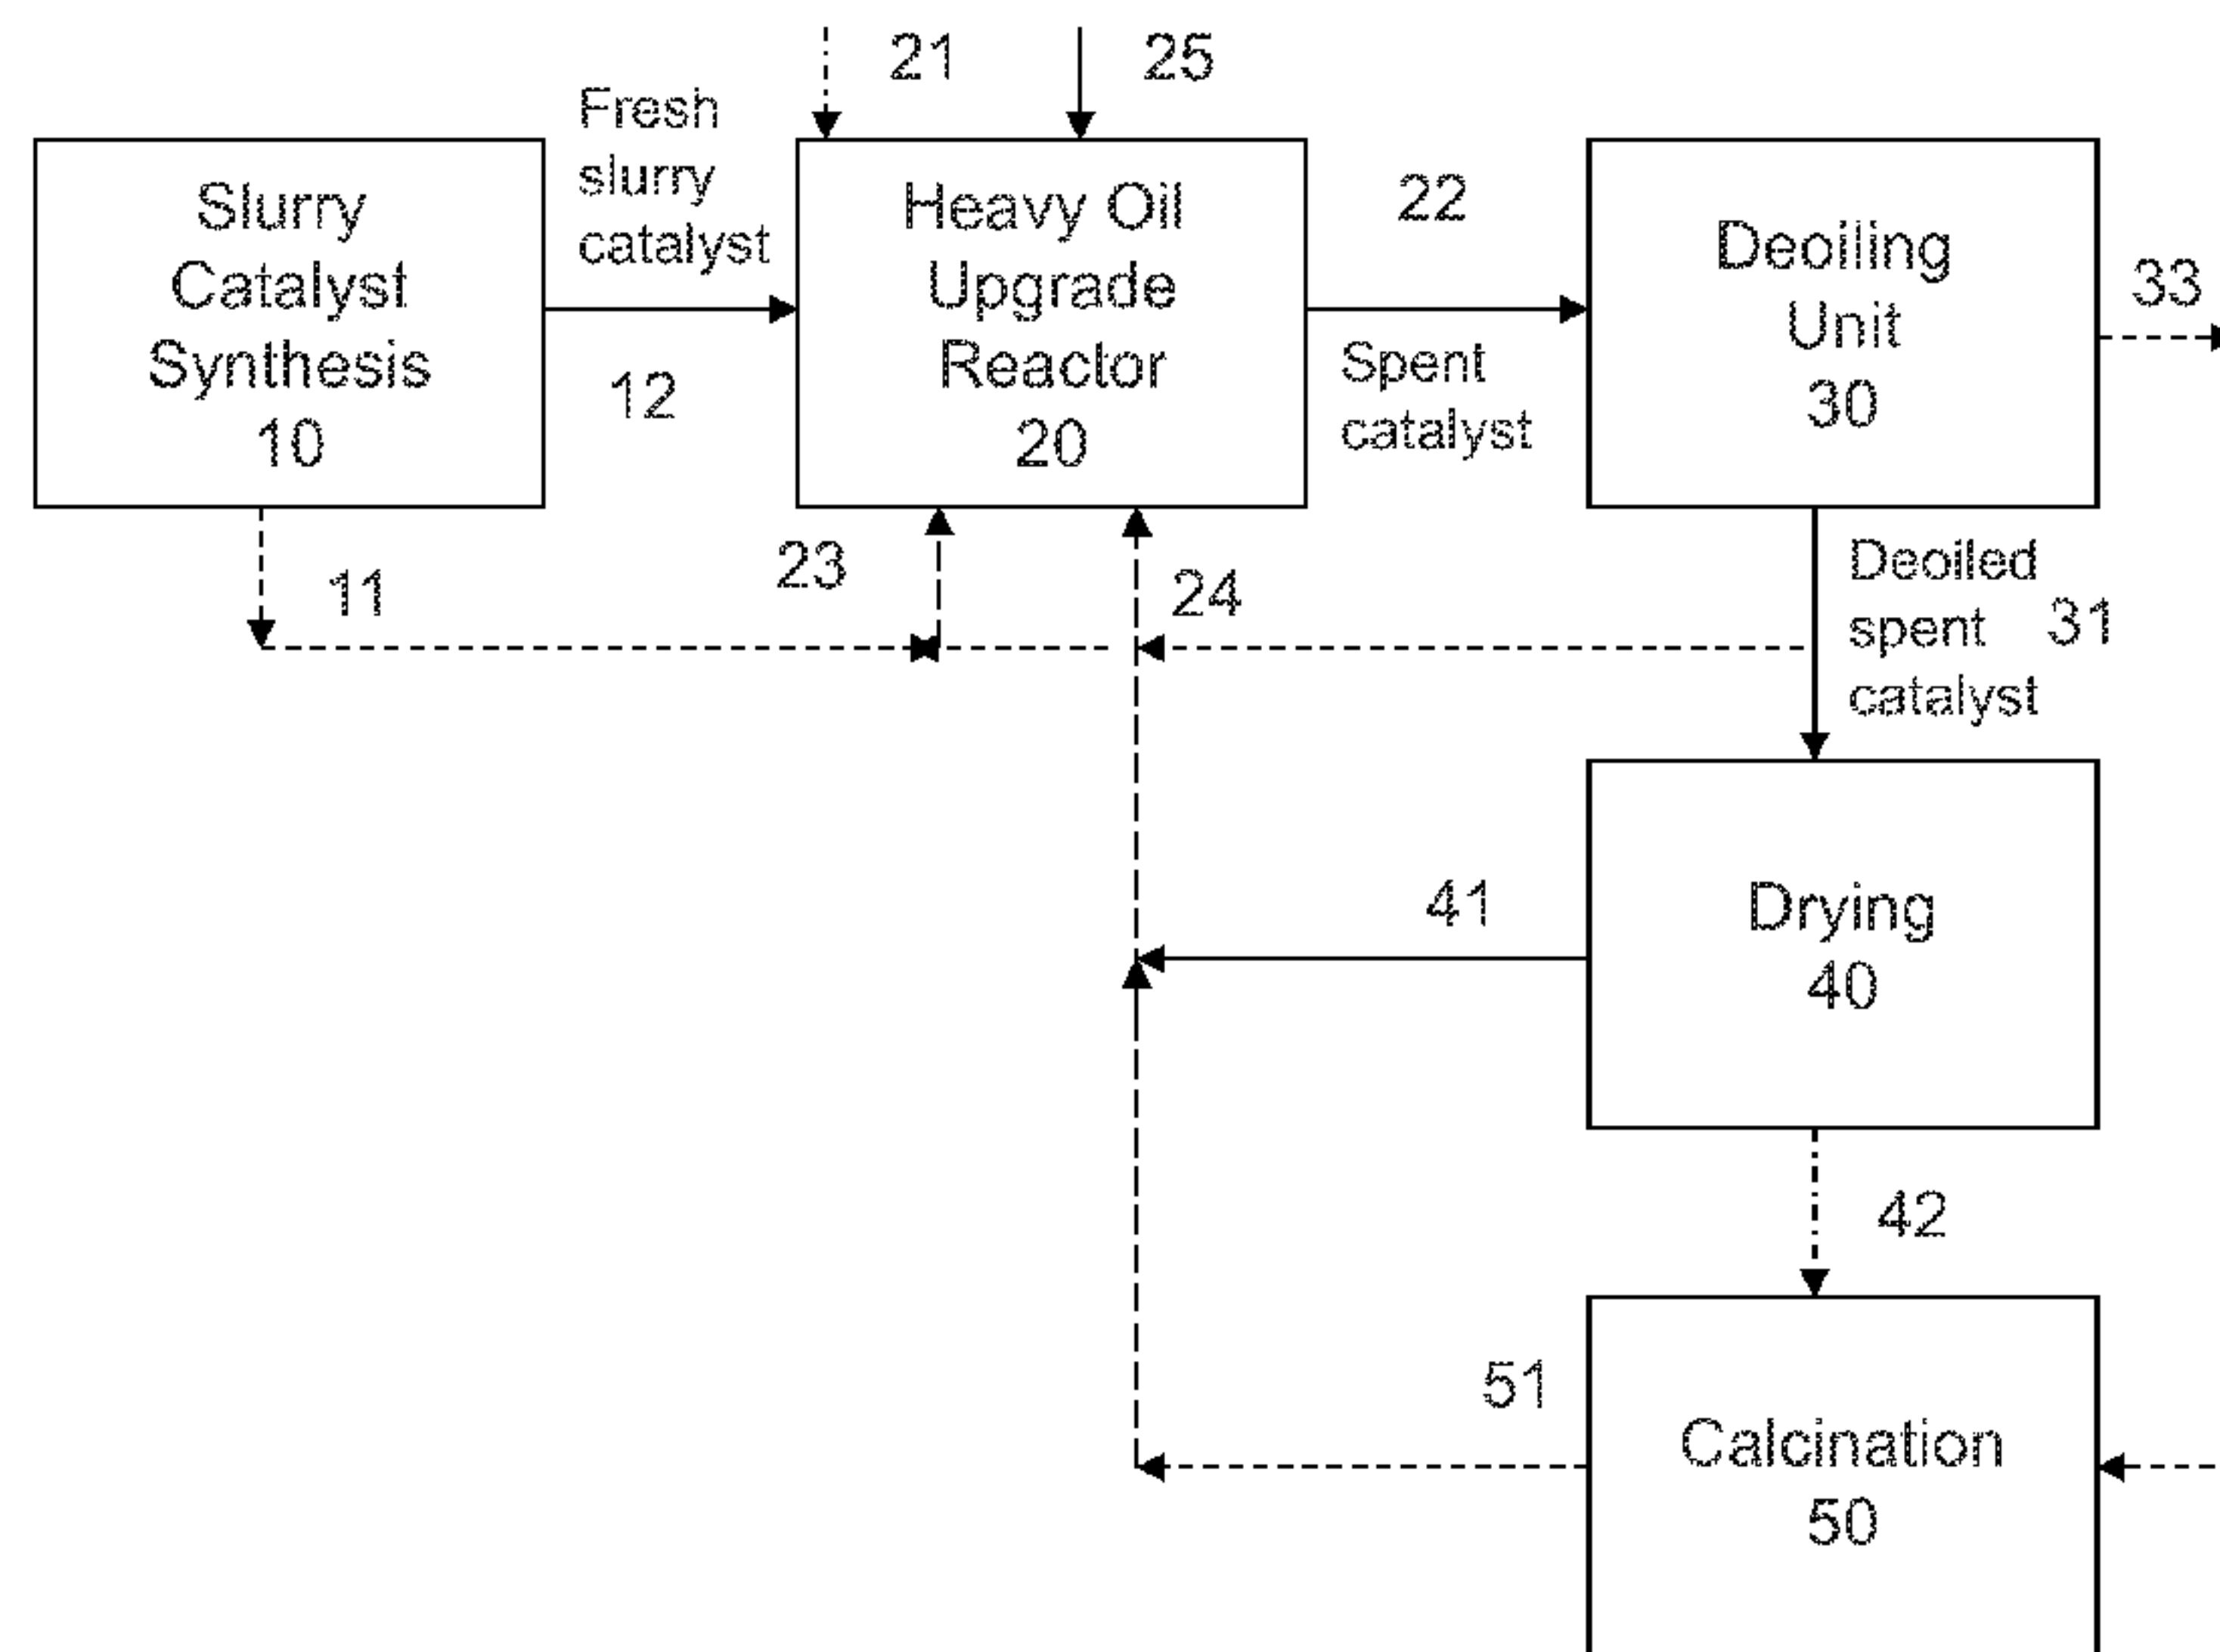 21
25
Fresh
slurry
catalyst
12
Slurry
Catalyst
Synthesis
10
Heavy Oil
Upgrade
Reactor
20
22
Spent
catalyst
Deoiling
Unit
30
33
11
23
24
Deoiled
spent
catalyst
31
41
Drying
40
42
51
Calcination
50